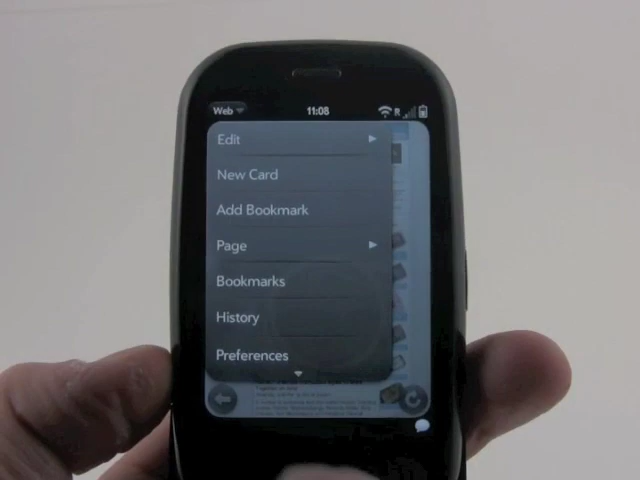 Web 11:08 R
Edit
New Card
Add Bookmark
Page
Bookmarks
History
Preferences